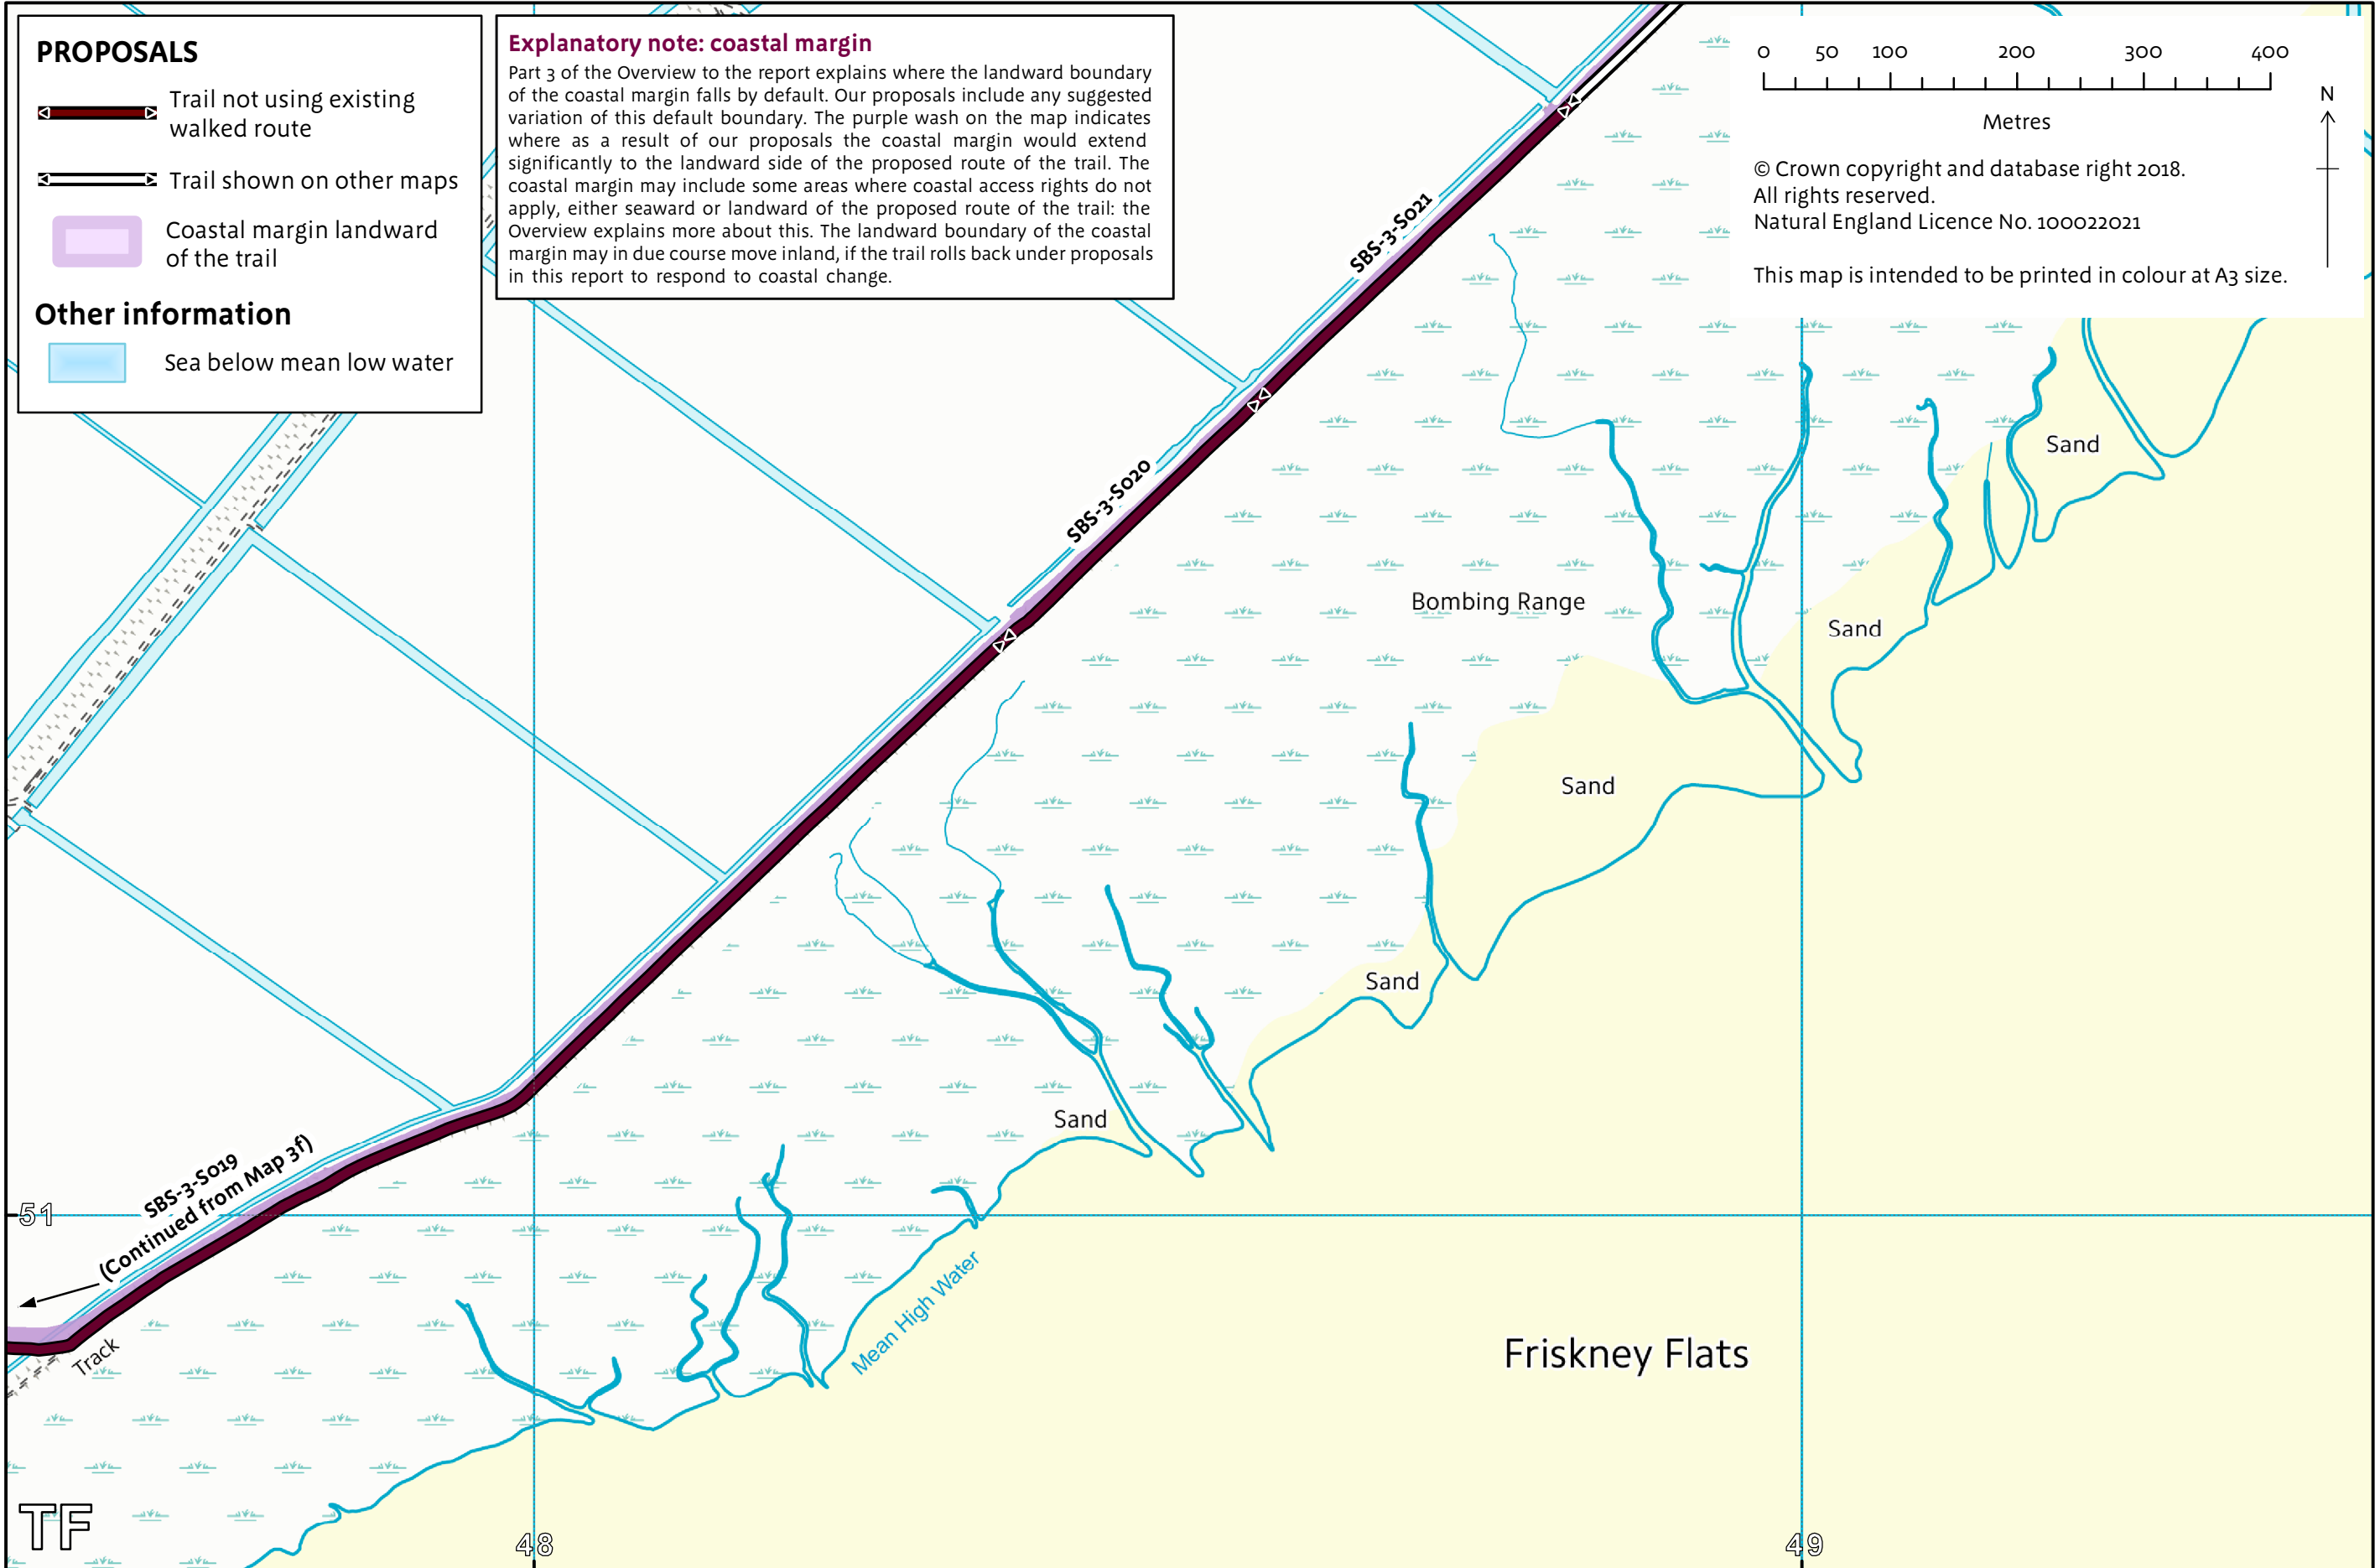 PROPOSALS
Trail not using existing
walked route
Trail shown on other maps
Coastal margin landward
of the trail
Other information
Sea below mean low water
Explanatory note: coastal margin
Part 3 of the Overview to the report explains where the landward boundary
of the coastal margin falls by default. Our proposals include any suggested
variation of this default boundary. The purple wash on the map indicates
where as a result of our proposals the coastal margin would extend
significantly to the landward side of the proposed route of the trail. The
coastal margin may include some areas where coastal access rights do not
apply, either seaward or landward of the proposed route of the trail: the
Overview explains more about this. The landward boundary of the coastal
margin may in due course move inland, if the trail rolls back under proposals
in this report to respond to coastal change.
0 50 100 200 300 400
Metres
N
© Crown copyright and database right 2018.
All rights reserved.
Natural England Licence No. 100022021
This map is intended to be printed in colour at A3 size.
SBS-3-S021
SBS-3-S020
Sand
Bombing Range
Sand
Sand
Sand
Sand
SBS-3-S019
(Continued from Map 3f)
51
Mean High Water
Track
Friskney Flats
TF
48
49